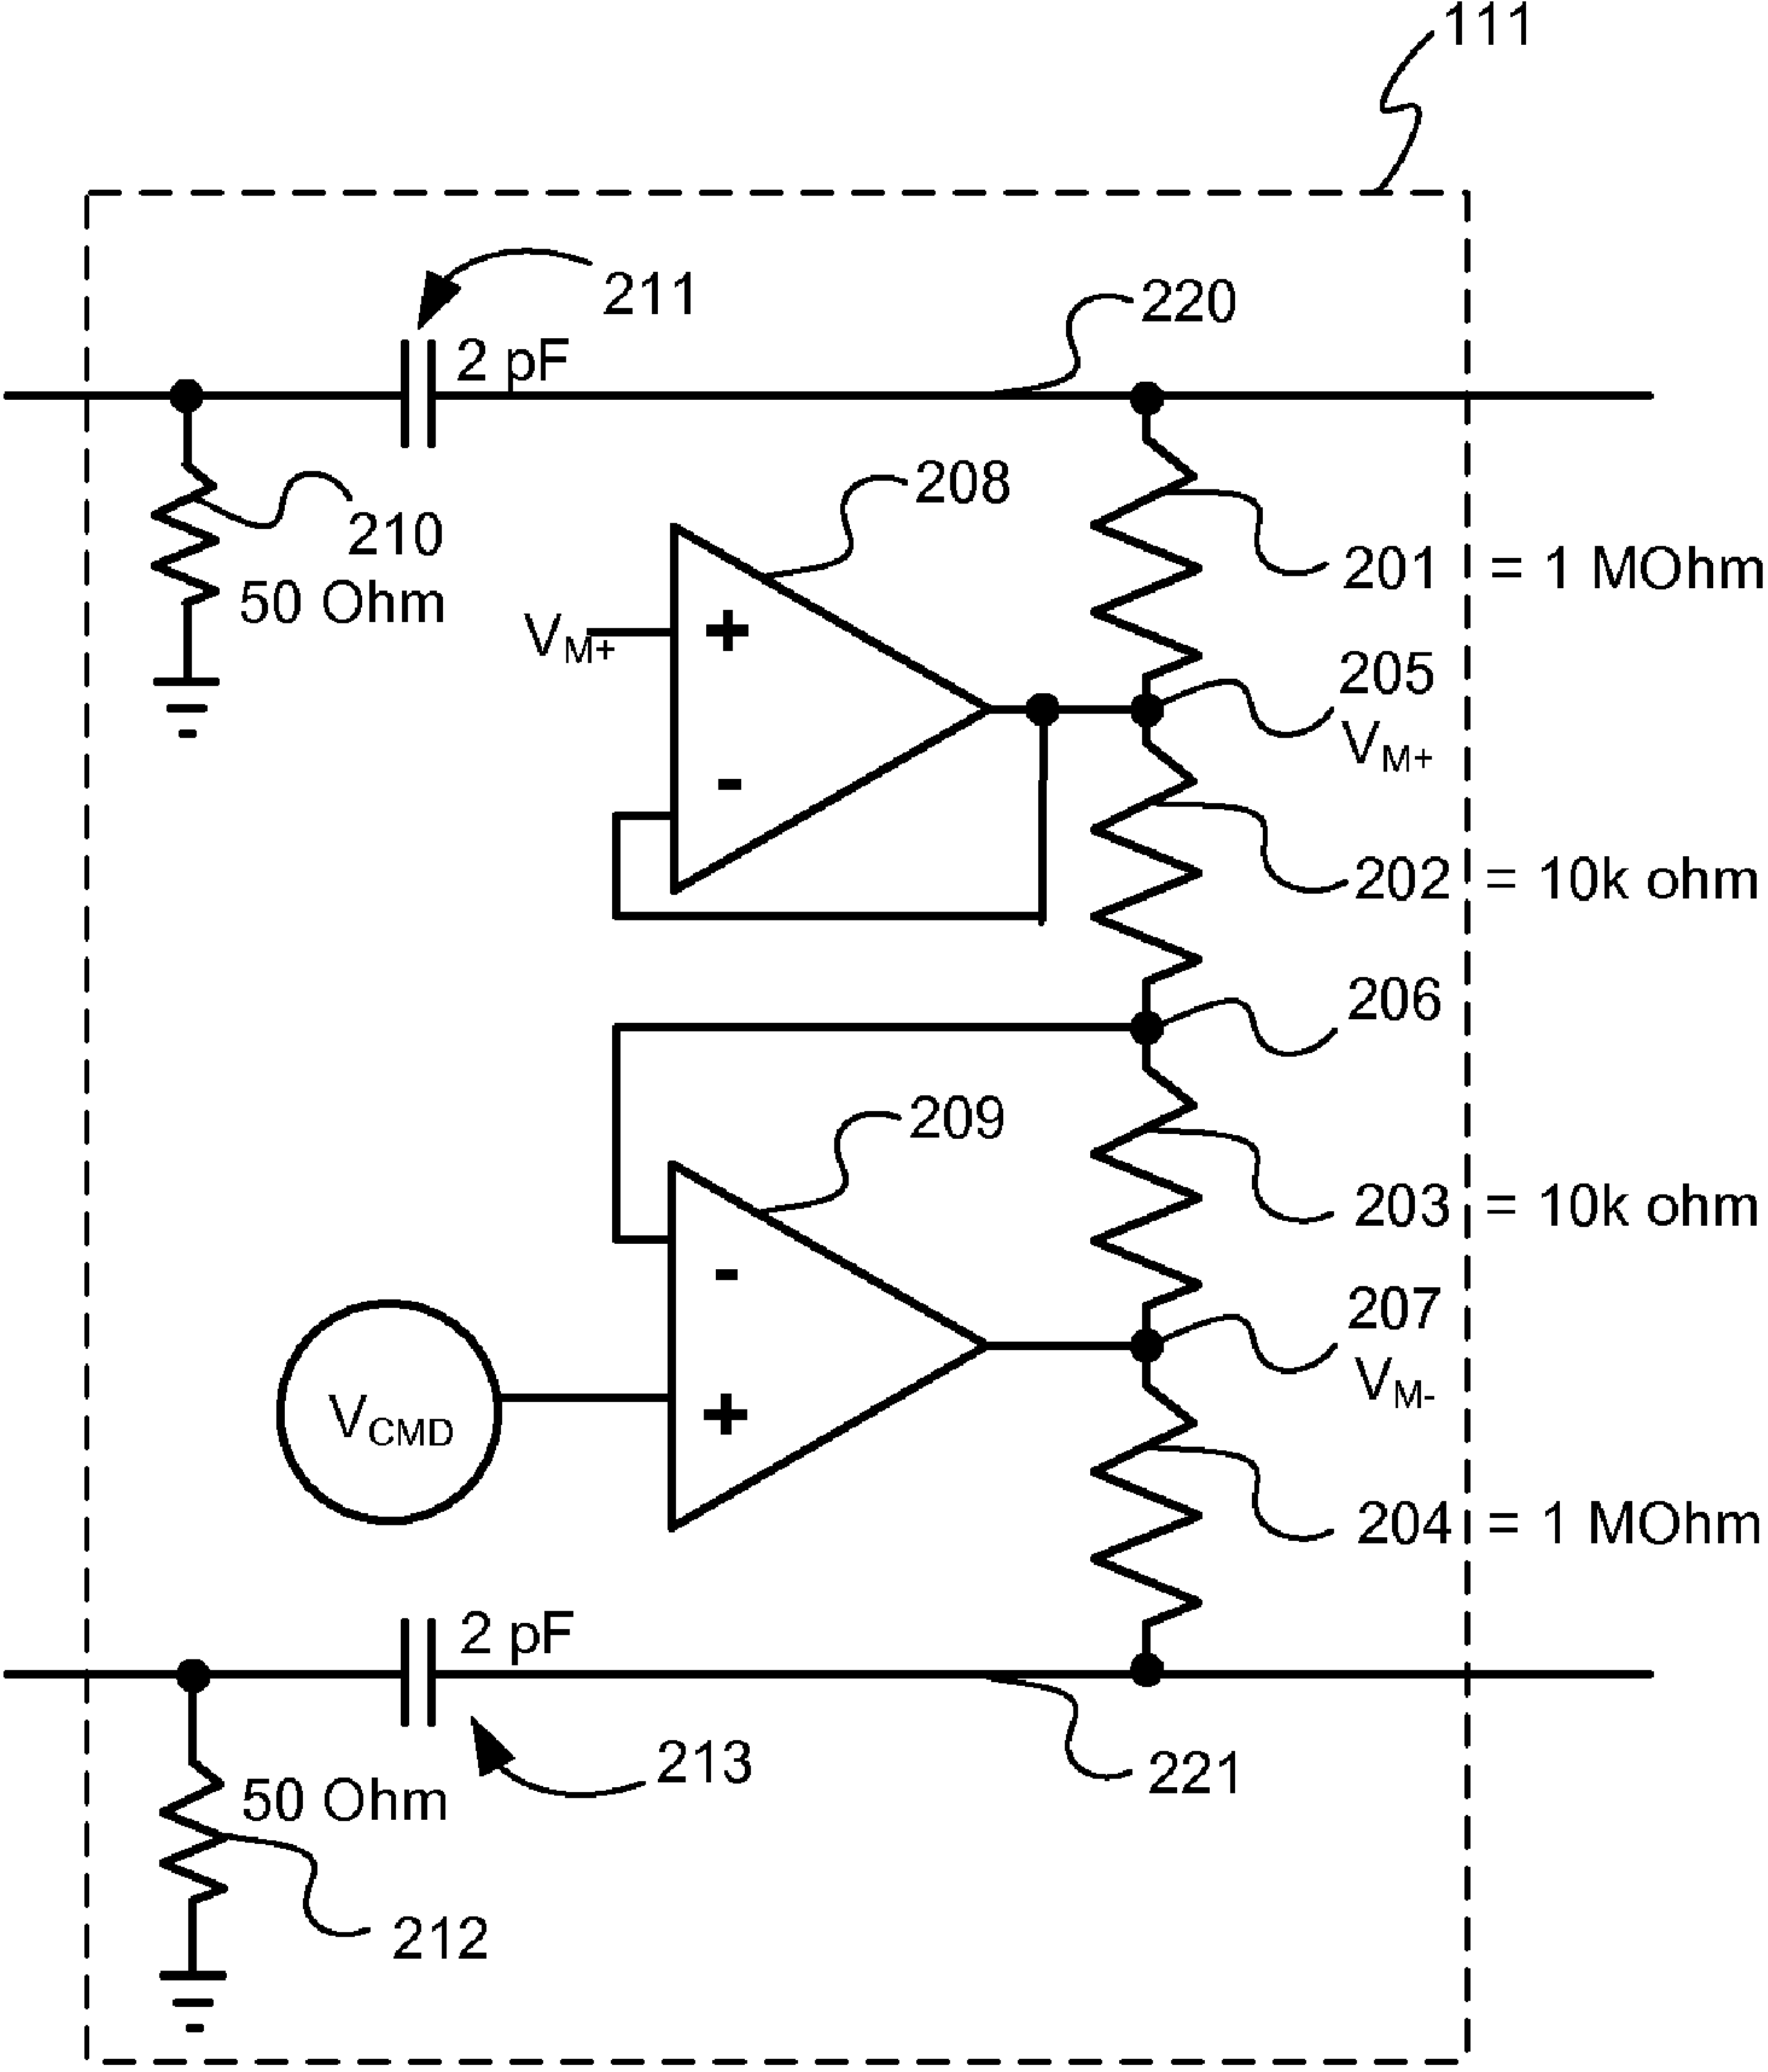 111
211
220
2 pF
208
210
50 Ohm
VM+
+
-
201 = 1 MOhm
205
VM+
202 = 10k ohm
206
209
203 = 10k ohm
-
+
VCMD
207
VM-
204 = 1 MOhm
2 pF
213
221
50 Ohm
212